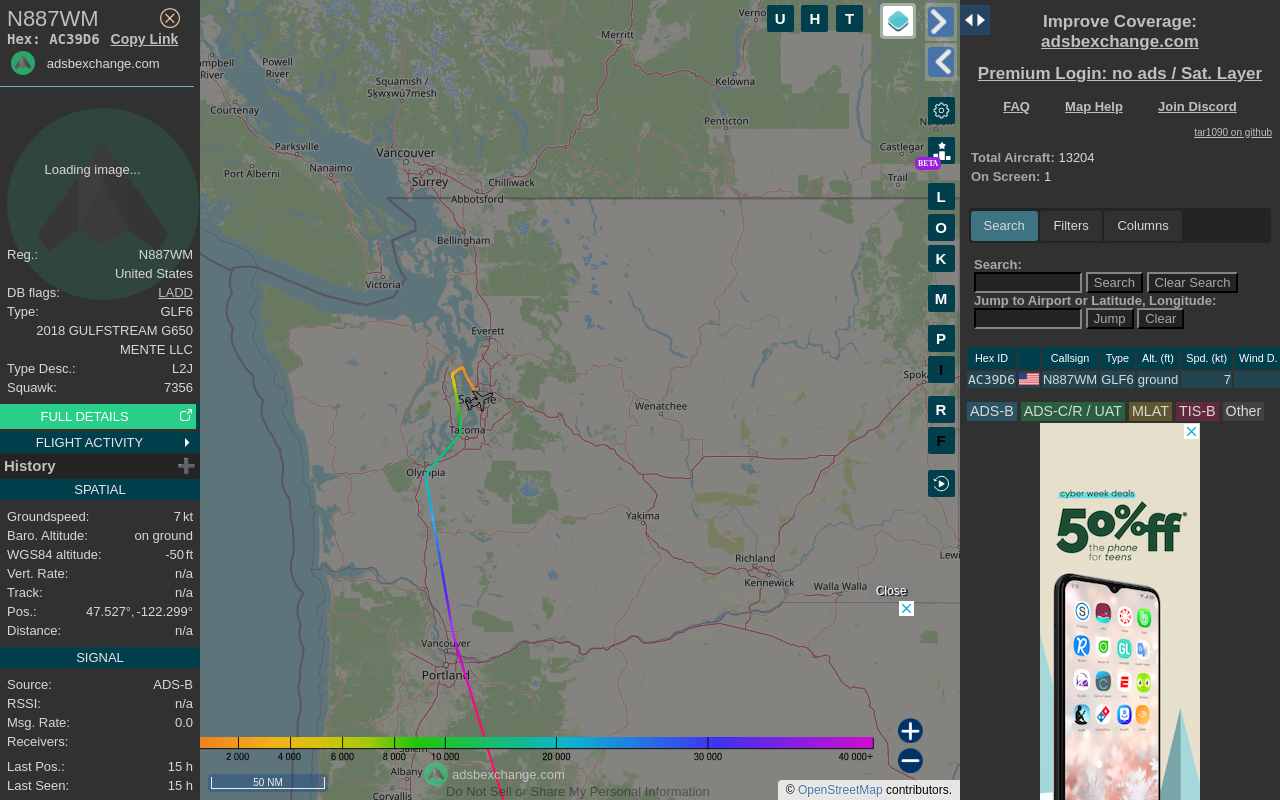 N887WM
Hex: AC39D6 Copy Link
adsbexchange.com
Loading image...
Reg.: N887WM
United States
DB flags: LADD
Type: GLF6
2018 GULFSTREAM G650
MENTE LLC
Type Desc.: L2J
Squawk: 7356
FULL DETAILS
FLIGHT ACTIVITY
History
SPATIAL
Groundspeed: 7 kt
Baro. Altitude: on ground
WGS84 altitude: -50 ft
Vert. Rate: n/a
Track: n/a
Pos.: 47.527°, -122.299°
Distance: n/a
SIGNAL
Source: ADS-B
RSSI: n/a
Msg. Rate: 0.0
Receivers:
Last Pos.: 15 h
Last Seen: 15 h
U H T
Merritt
Powell
River
River
Squamish /
Sḵwx̱wú7mesh
Kelowna
Courtenay
Penticton
Parksville
Vancouver
Castlegar
Nanaimo
Port Alberni
Surrey
Chilliwack
Trail
BETA
Abbotsford
L
O
K
M
P
I
R
F
Bellingham
Victoria
Everett
Wenatchee
Tacoma
Olympia
Yakima
Richland
Kennewick
Walla Walla
Close
Vancouver
Portland
2 000 4 000 6 000 8 000 10 000 20 000 30 000 40 000+
Albany
adsbexchange.com
50 NM
Do Not Sell or Share My Personal Information
Corvallis
© OpenStreetMap contributors.
Improve Coverage:
adsbexchange.com
Premium Login: no ads / Sat. Layer
FAQ Map Help Join Discord
tar1090 on github
Total Aircraft: 13204
On Screen: 1
Search Filters Columns
Search:
Search Clear Search
Jump to Airport or Latitude, Longitude:
Jump Clear
Hex ID Callsign Type Alt. (ft) Spd. (kt) Wind D.
AC39D6 N887WM GLF6 ground 7
ADS-B ADS-C/R / UAT MLAT TIS-B Other
cyber week deals
50%off*
the phone
for teens